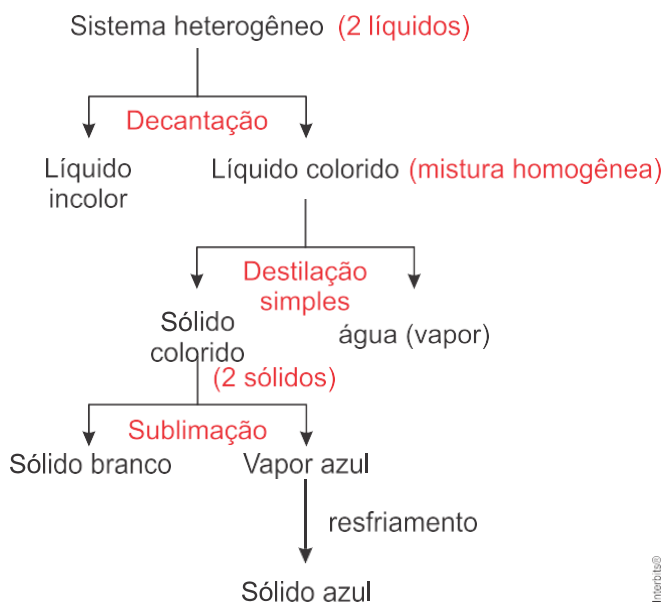 Sistema heterogêneo (2 líquidos)
Decantação
Líquido
incolor
Líquido colorido (mistura homogênea)
Destilação
simples
Sólido
colorido
água (vapor)
(2 sólidos)
Sublimação
Sólido branco
Vapor azul
resfriamento
Sólido azul
Interbits®